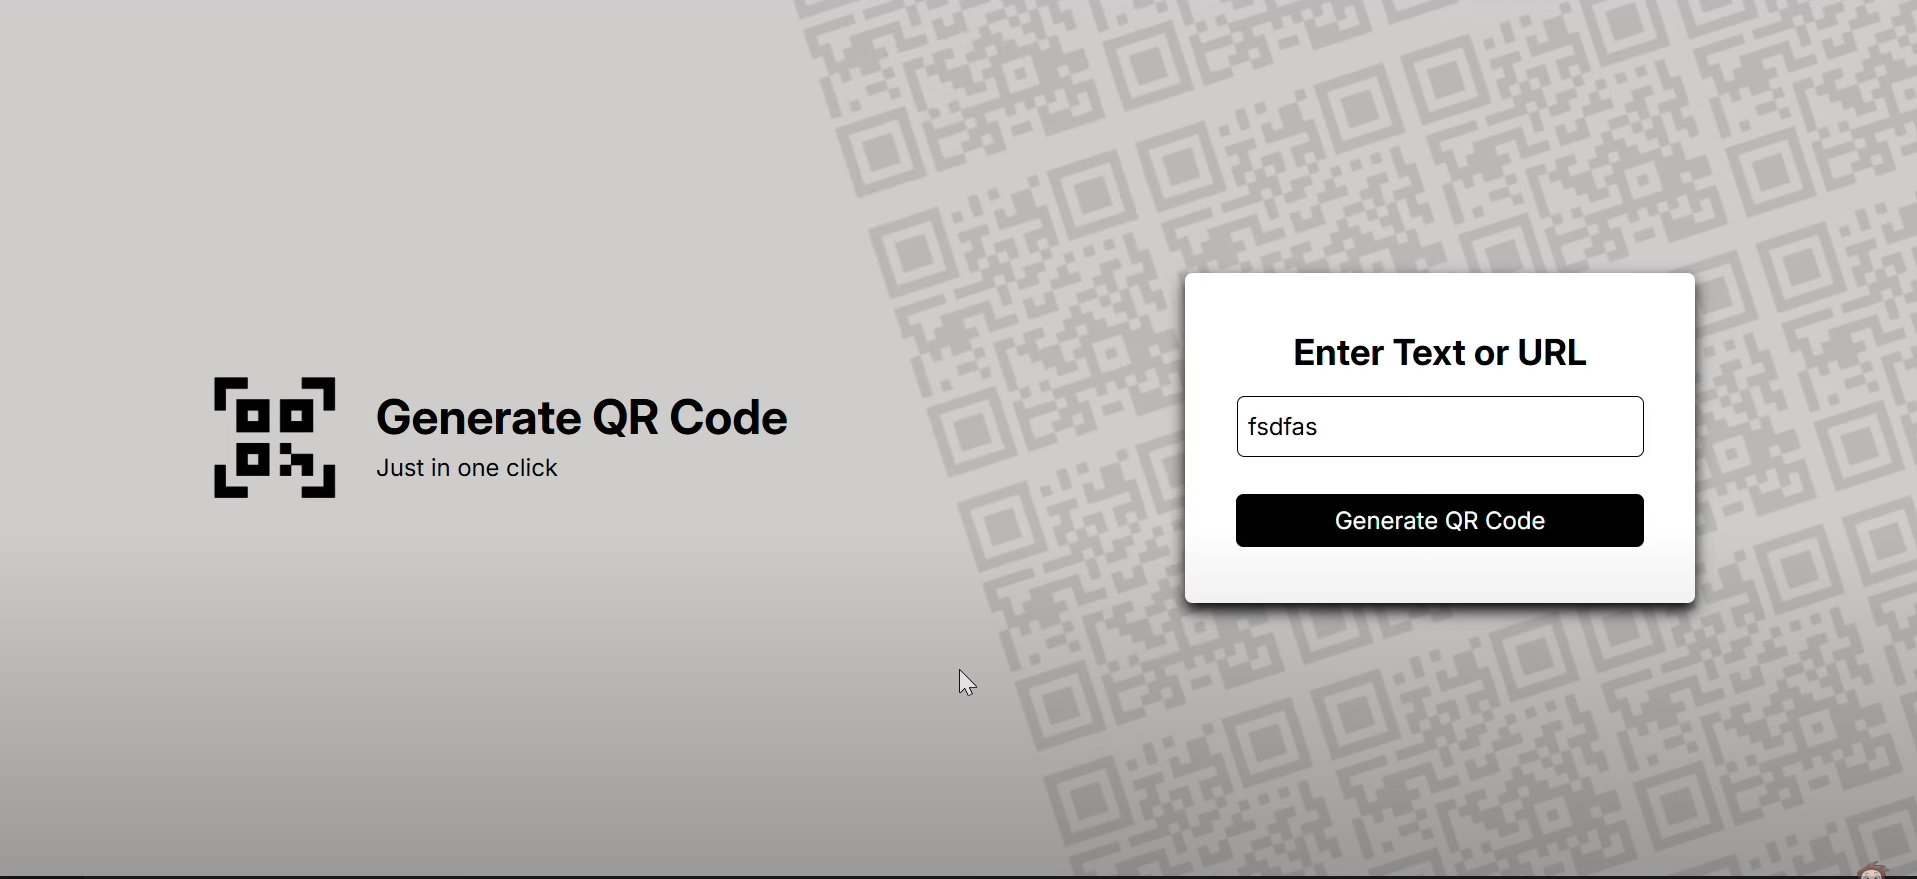 Generate QR Code
Just in one click
Enter Text or URL
fsdfas
Generate QR Code